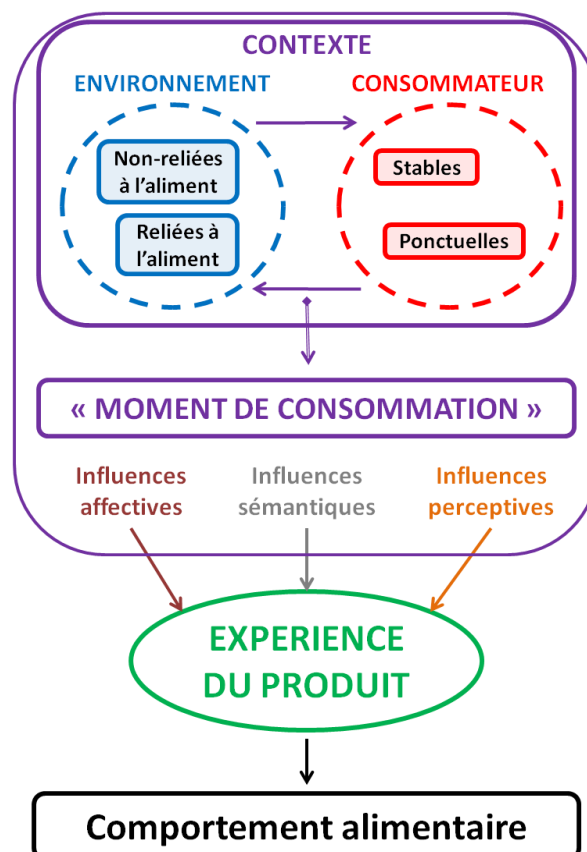 CONTEXTE
ENVIRONNEMENT
CONSOMMATEUR
Non-reliées
à l'aliment
Reliées à
l'aliment
Stables
Ponctuelles
« MOMENT DE CONSOMMATION »
Influences
affectives
Influences
sémantiques
Influences
perceptives
EXPERIENCE
DU PRODUIT
Comportement alimentaire